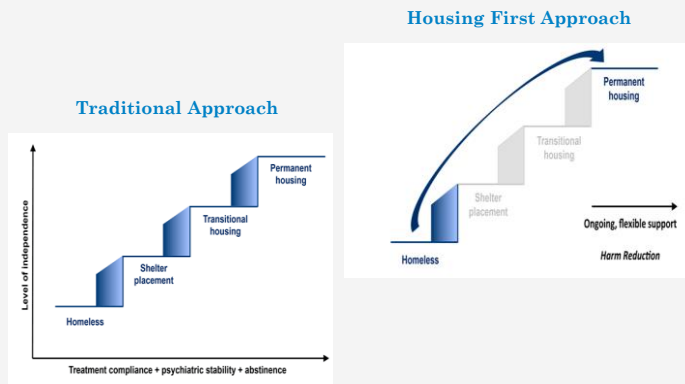 Housing First Approach
Traditional Approach
Level of independence
Permanent
housing
Transitional
housing
Shelter
placement
Homeless
Treatment compliance + psychiatric stability + abstinence
Permanent
housing
Transitional
housing
Shelter
placement
Homeless
Ongoing, flexible support
Harm Reduction